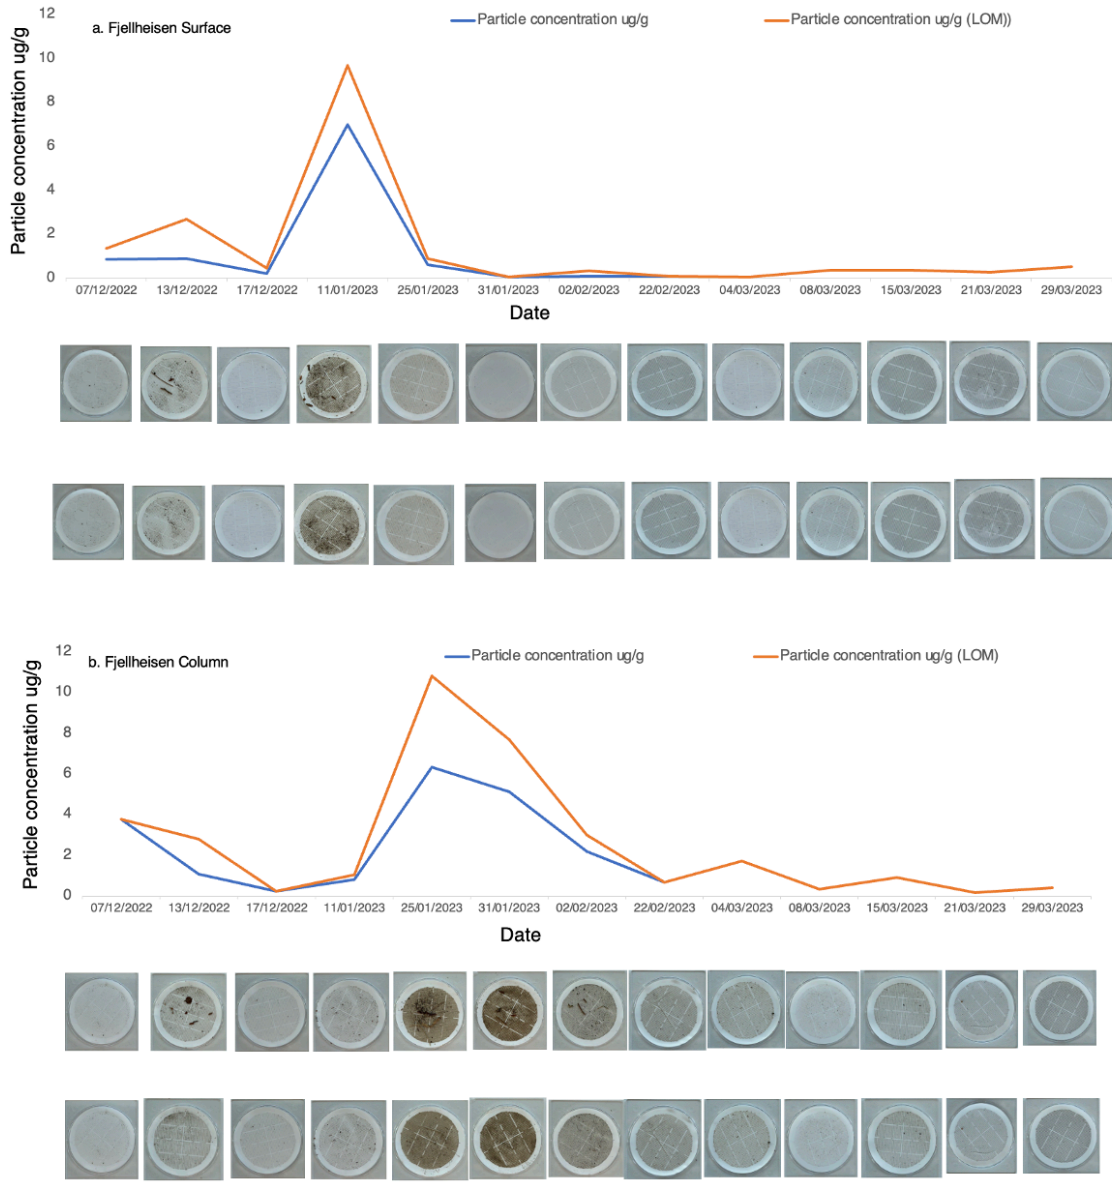 12
Particle concentration ug/g
Particle concentration ug/g (LOM))
a. Fjellheisen Surface
10
8
6
4
2
0
Particle concentration ug/g
07/12/2022 13/12/2022 17/12/2022 11/01/2023 25/01/2023 31/01/2023 02/02/2023 22/02/2023 04/03/2023 08/03/2023 15/03/2023 21/03/2023 29/03/2023
Date
12
b. Fjellheisen Column
Particle concentration ug/g
Particle concentration ug/g (LOM)
10
8
6
4
2
0
Particle concentration ug/g
07/12/2022 13/12/2022 17/12/2022 11/01/2023 25/01/2023 31/01/2023 02/02/2023 22/02/2023 04/03/2023 08/03/2023 15/03/2023 21/03/2023 29/03/2023
Date